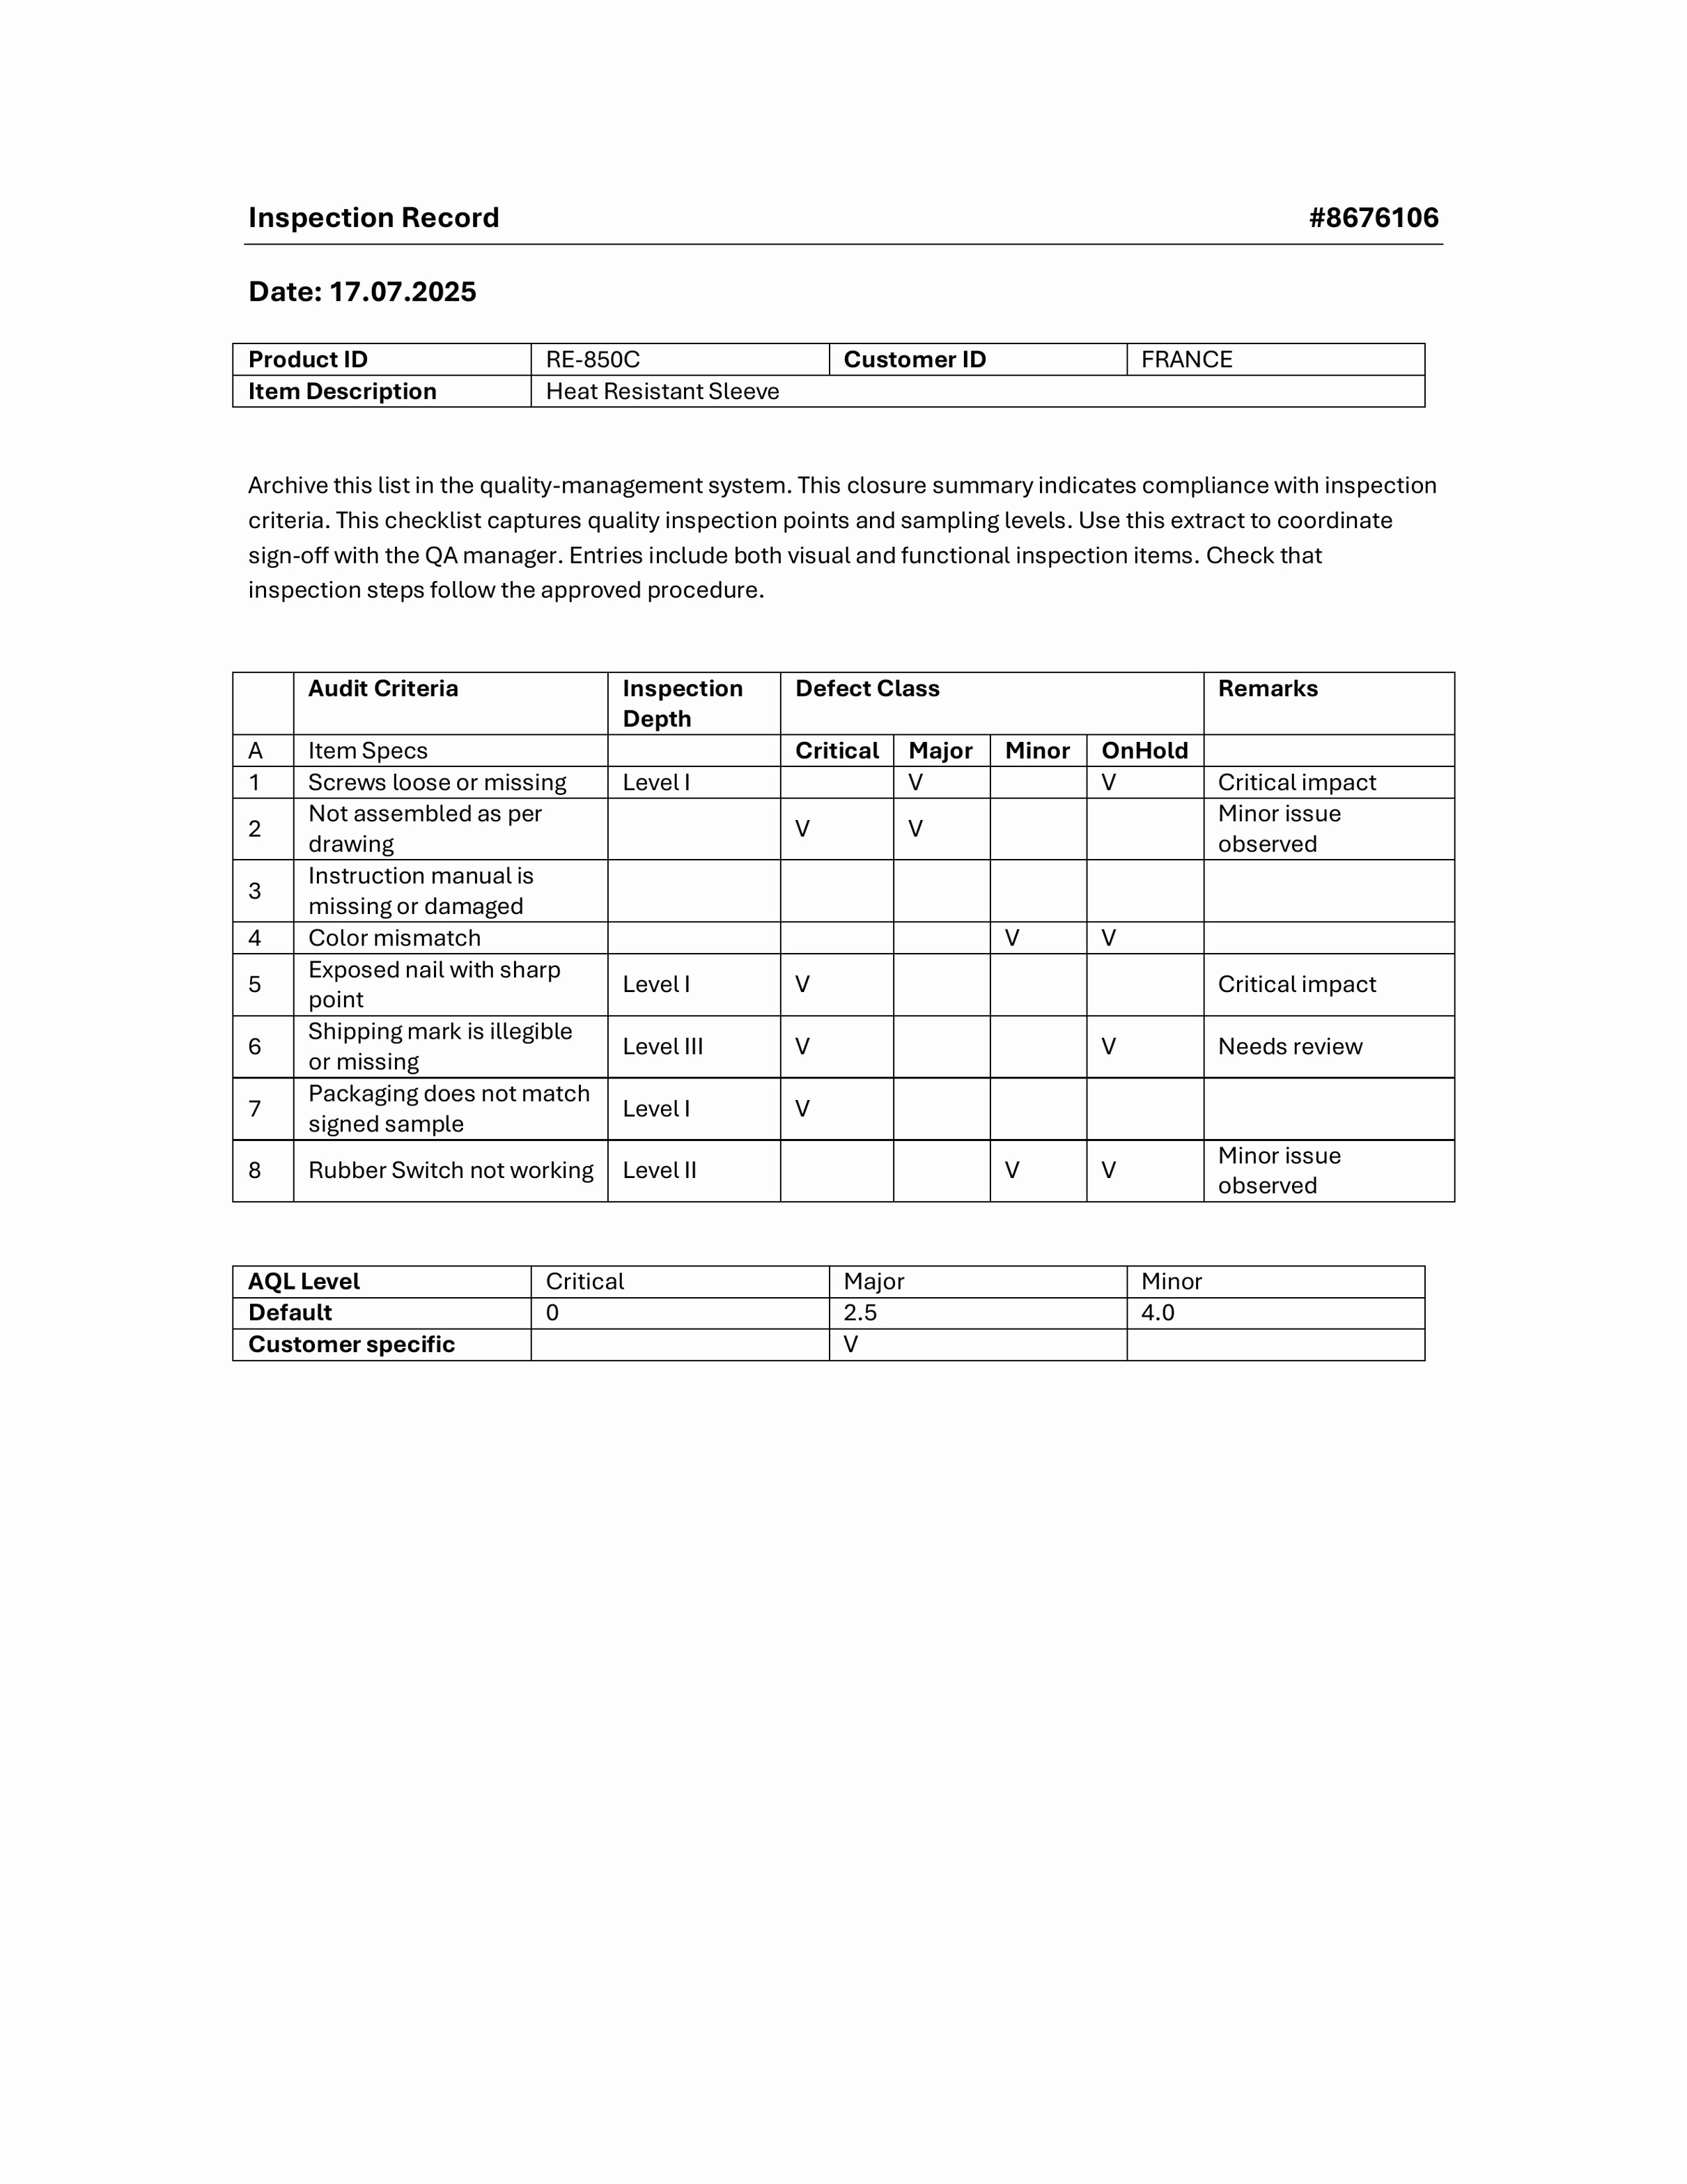 Inspection Record #8676106
Date: 17.07.2025
Product ID RE-850C Customer ID FRANCE
Item Description Heat Resistant Sleeve
Archive this list in the quality-management system. This closure summary indicates compliance with inspection
criteria. This checklist captures quality inspection points and sampling levels. Use this extract to coordinate
sign-off with the QA manager. Entries include both visual and functional inspection items. Check that
inspection steps follow the approved procedure.
Audit Criteria Inspection Depth Defect Class Remarks
A Item Specs Critical Major Minor OnHold
1 Screws loose or missing Level I V V Critical impact
2 Not assembled as per drawing V V Minor issue observed
3 Instruction manual is missing or damaged
4 Color mismatch V V
5 Exposed nail with sharp point Level I V Critical impact
6 Shipping mark is illegible or missing Level III V V Needs review
7 Packaging does not match signed sample Level I V
8 Rubber Switch not working Level II V V Minor issue observed
AQL Level Critical Major Minor
Default 0 2.5 4.0
Customer specific V